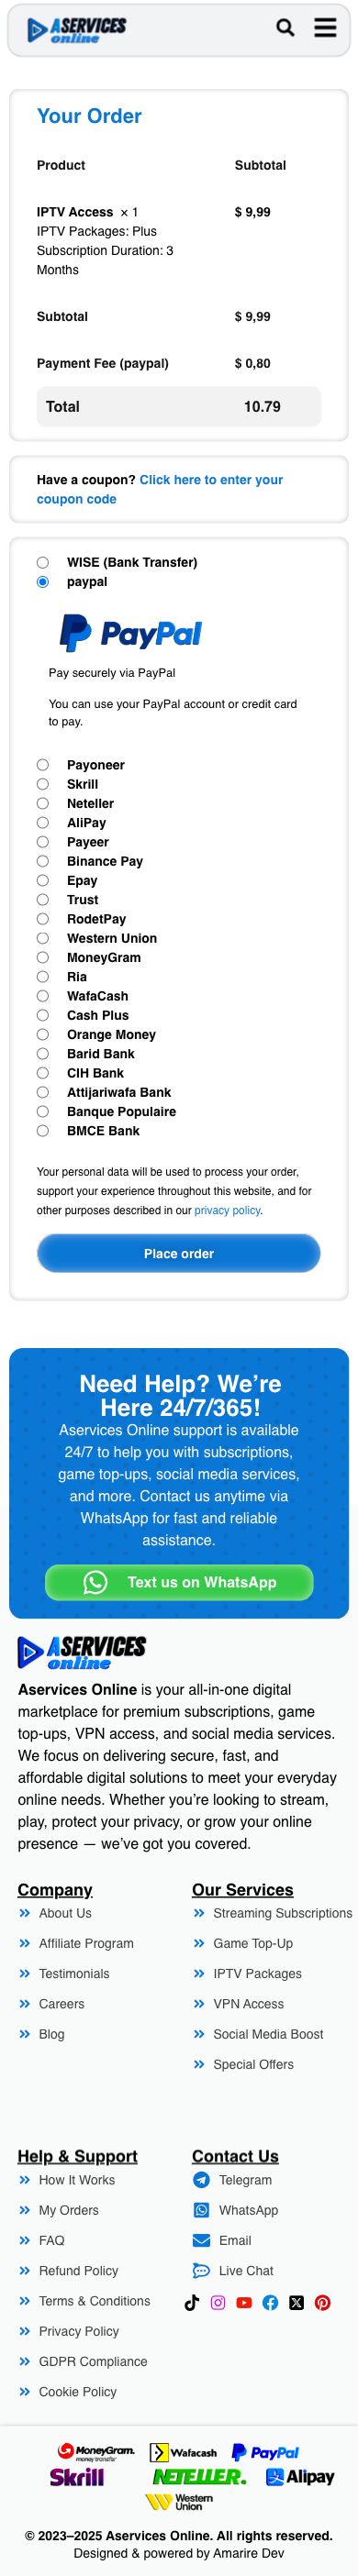 ASERVICES
online
Your Order
Product Subtotal
IPTV Access × 1 $ 9,99
IPTV Packages: Plus
Subscription Duration: 3
Months
Subtotal $ 9,99
Payment Fee (paypal) $ 0,80
Total 10.79
Have a coupon? Click here to enter your
coupon code
WISE (Bank Transfer)
paypal
PayPal
Pay securely via PayPal
You can use your PayPal account or credit card
to pay.
Payoneer
Skrill
Neteller
AliPay
Payeer
Binance Pay
Epay
Trust
RodetPay
Western Union
MoneyGram
Ria
WafaCash
Cash Plus
Orange Money
Barid Bank
CIH Bank
Attijariwafa Bank
Banque Populaire
BMCE Bank
Your personal data will be used to process your order,
support your experience throughout this website, and for
other purposes described in our privacy policy.
Place order
Need Help? We’re
Here 24/7/365!
Aservices Online support is available
24/7 to help you with subscriptions,
game top-ups, social media services,
and more. Contact us anytime via
WhatsApp for fast and reliable
assistance.
Text us on WhatsApp
ASERVICES
online
Aservices Online is your all-in-one digital
marketplace for premium subscriptions, game
top-ups, VPN access, and social media services.
We focus on delivering secure, fast, and
affordable digital solutions to meet your everyday
online needs. Whether you’re looking to stream,
play, protect your privacy, or grow your online
presence — we’ve got you covered.
Company
About Us
Affiliate Program
Testimonials
Careers
Blog
Our Services
Streaming Subscriptions
Game Top-Up
IPTV Packages
VPN Access
Social Media Boost
Special Offers
Help & Support
How It Works
My Orders
FAQ
Refund Policy
Terms & Conditions
Privacy Policy
GDPR Compliance
Cookie Policy
Contact Us
Telegram
WhatsApp
Email
Live Chat
MoneyGram.
money transfer
Wafacash
PayPal
Skrill
NETELLER.
Alipay
Western
Union
© 2023–2025 Aservices Online. All rights reserved.
Designed & powered by Amarire Dev